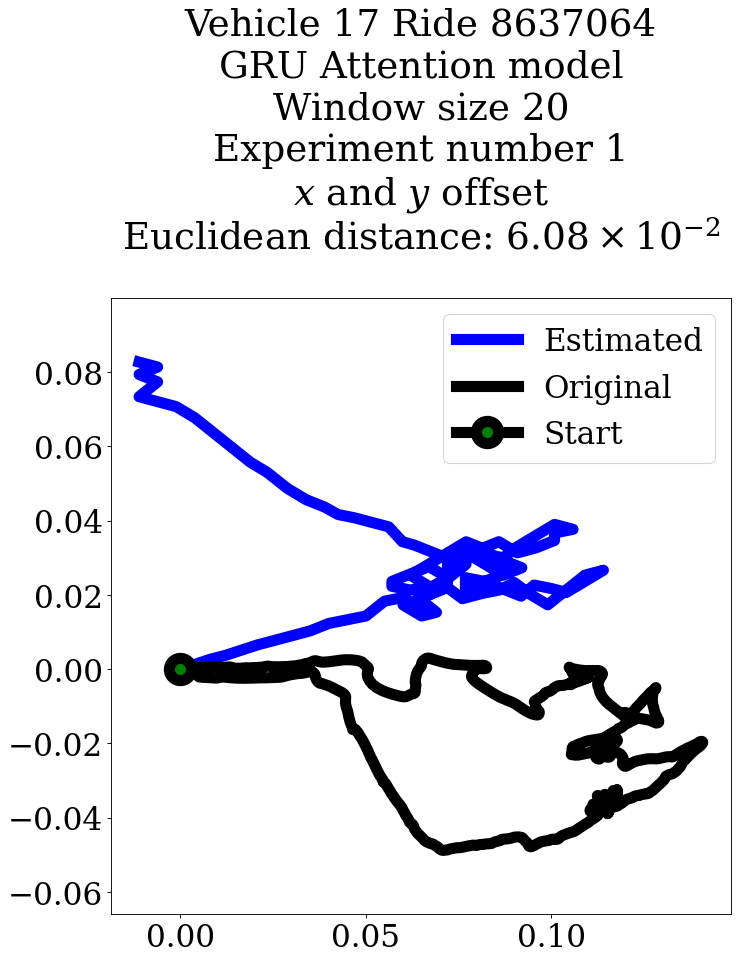 Vehicle 17 Ride 8637064
GRU Attention model
Window size 20
Experiment number 1
x and y offset
Euclidean distance: 6.08 × 10⁻²
Estimated
Original
Start
0.08
0.06
0.04
0.02
0.00
−0.02
−0.04
−0.06
0.00 0.05 0.10